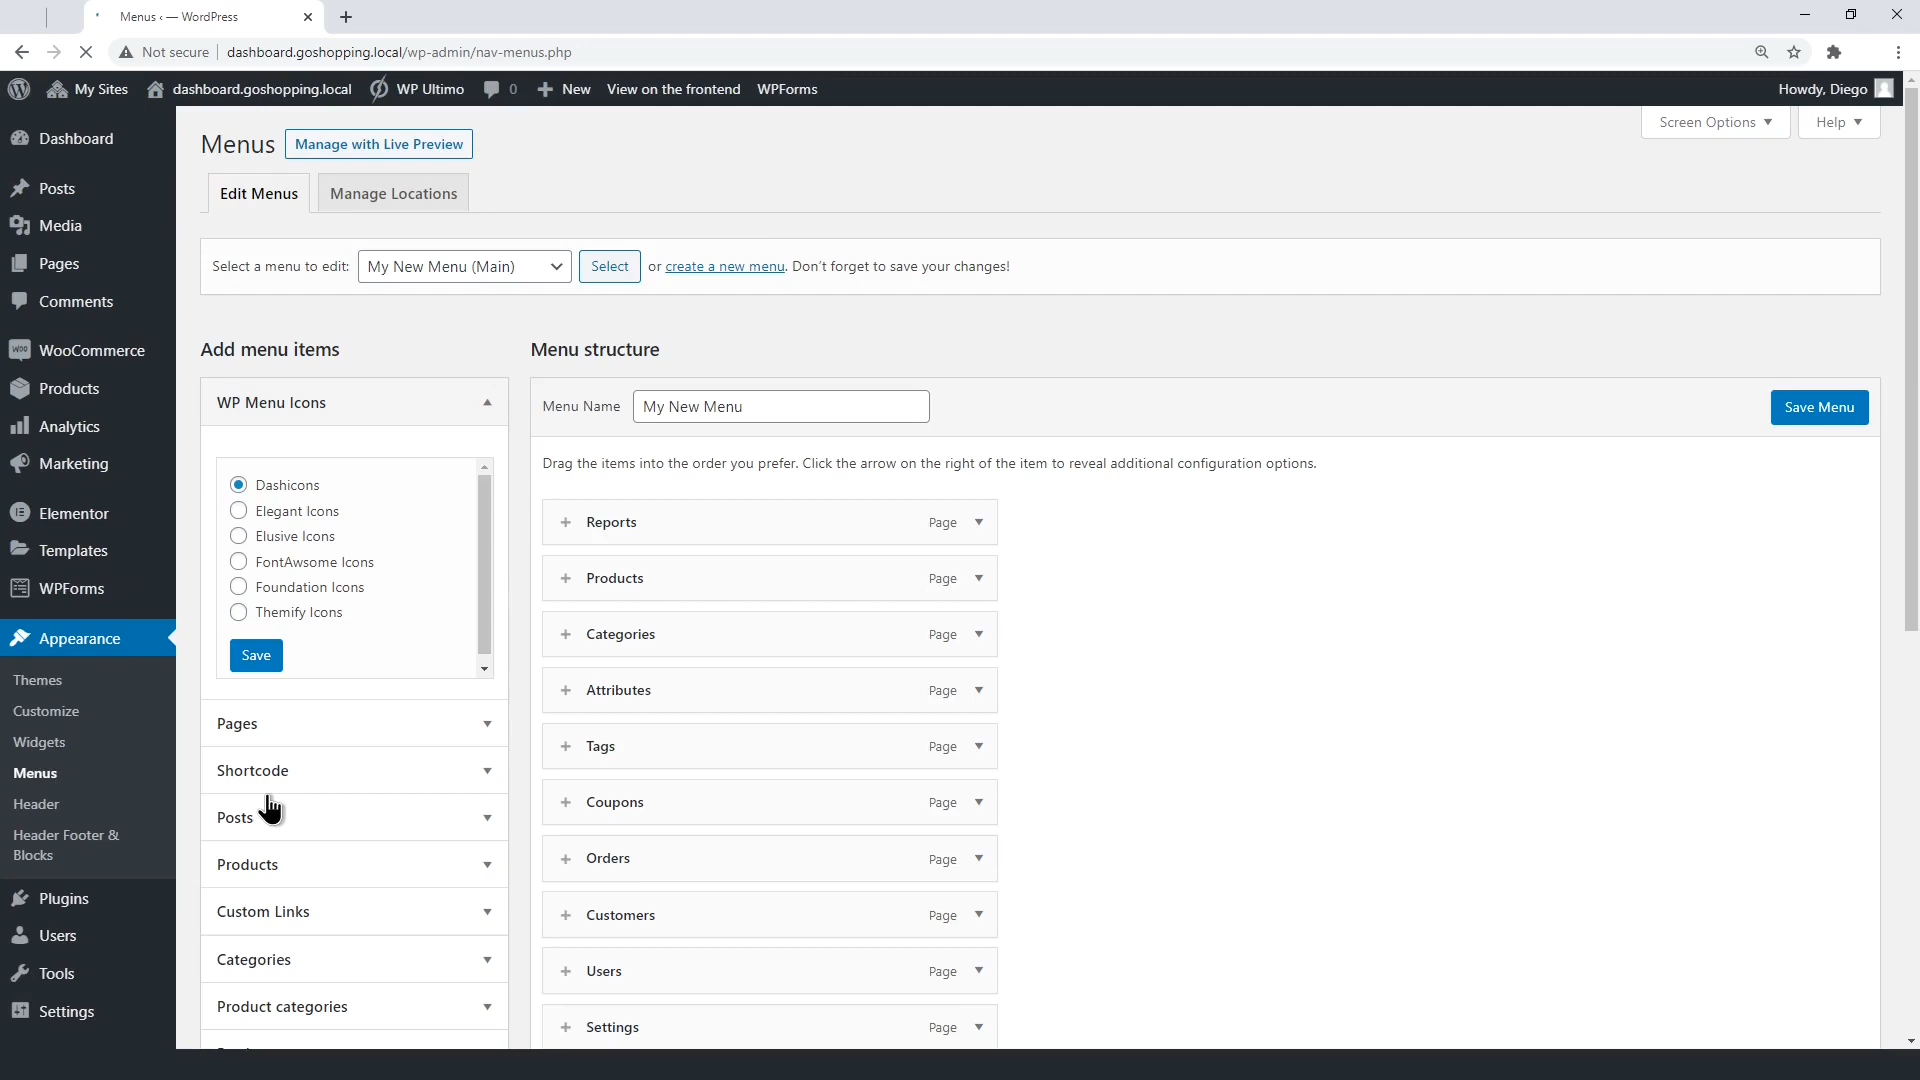 Menus ‹ — WordPress
Not secure dashboard.goshopping.local/wp-admin/nav-menus.php
My Sites dashboard.goshopping.local WP Ultimo 0 New View on the frontend WPForms Howdy, Diego
Screen Options Help
Dashboard
Posts
Media
Pages
Comments
WooCommerce
Products
Analytics
Marketing
Elementor
Templates
WPForms
Appearance
Themes
Customize
Widgets
Menus
Header
Header Footer &
Blocks
Plugins
Users
Tools
Settings
Menus Manage with Live Preview
Edit Menus Manage Locations
Select a menu to edit: My New Menu (Main) Select or create a new menu. Don't forget to save your changes!
Add menu items
WP Menu Icons
Dashicons
Elegant Icons
Elusive Icons
FontAwsome Icons
Foundation Icons
Themify Icons
Save
Pages
Shortcode
Posts
Products
Custom Links
Categories
Product categories
Menu structure
Menu Name My New Menu Save Menu
Drag the items into the order you prefer. Click the arrow on the right of the item to reveal additional configuration options.
Reports Page
Products Page
Categories Page
Attributes Page
Tags Page
Coupons Page
Orders Page
Customers Page
Users Page
Settings Page